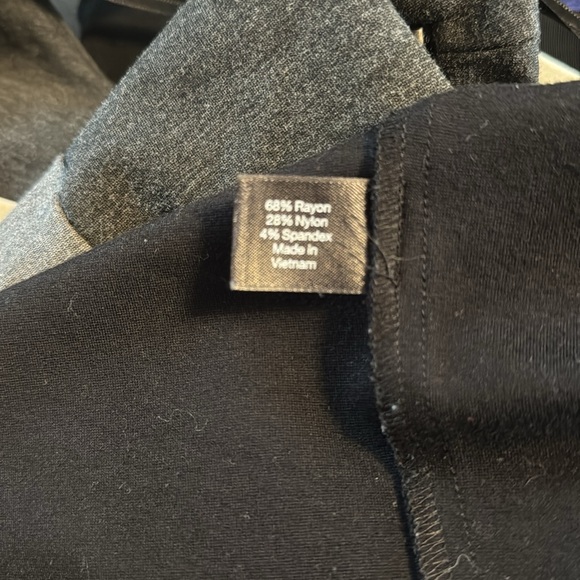 68% Rayon
28% Nylon
4% Spandex
Made in
Vietnam